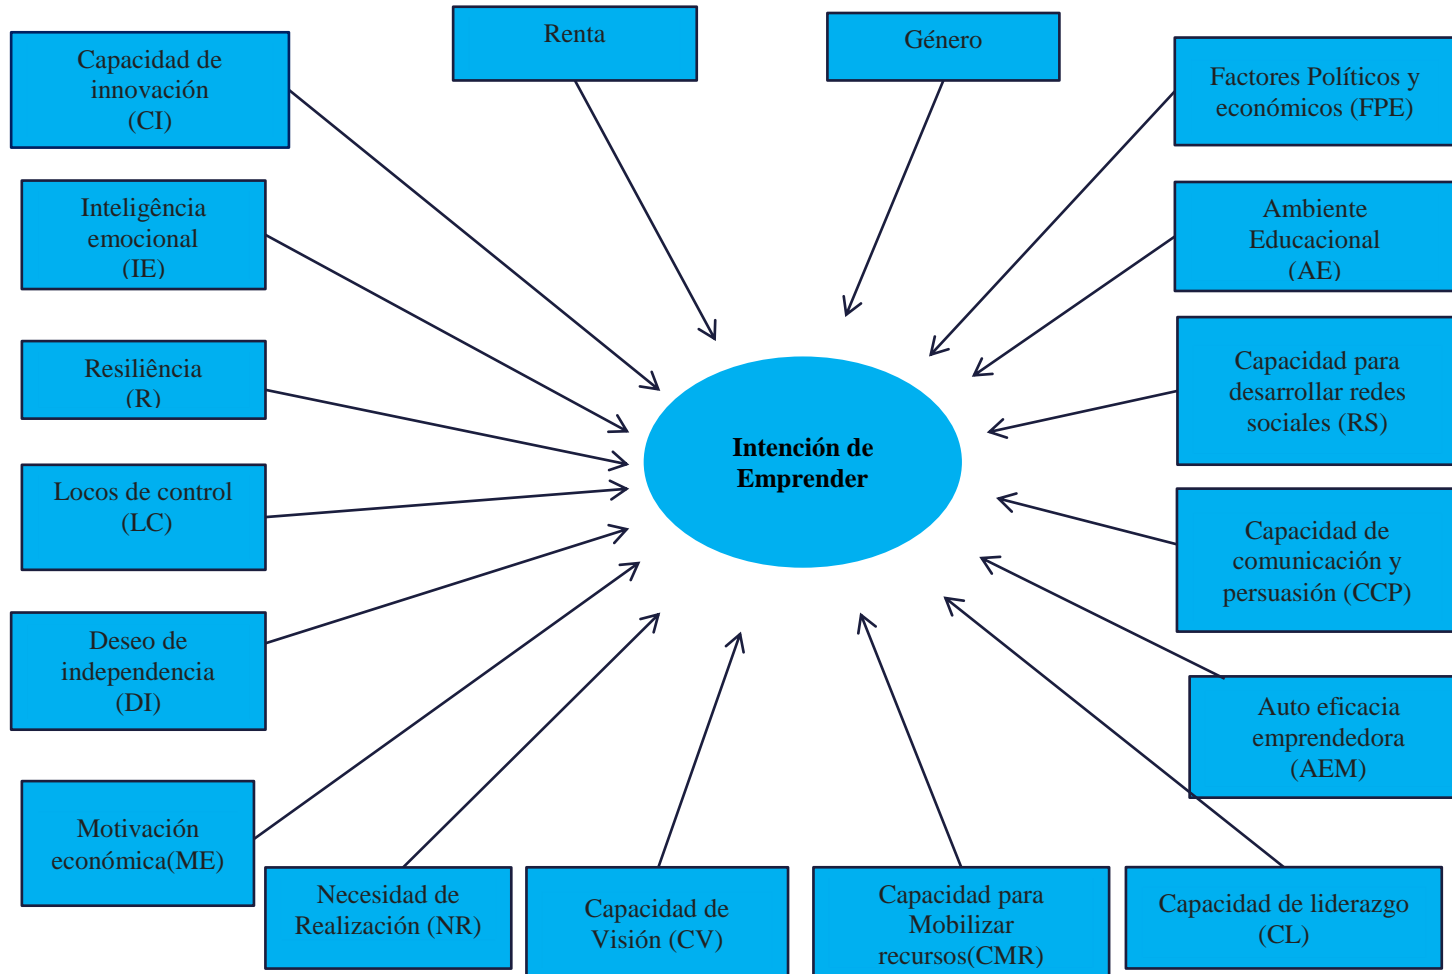 Renta
Género
Capacidad de
innovación
(CI)
Factores Políticos y
económicos (FPE)
Inteligência
emocional
(IE)
Ambiente
Educacional
(AE)
Resiliência
(R)
Capacidad para
desarrollar redes
sociales (RS)
Intención de
Emprender
Locos de control
(LC)
Capacidad de
comunicación y
persuasión (CCP)
Deseo de
independencia
(DI)
Auto eficacia
emprendedora
(AEM)
Motivación
económica(ME)
Necesidad de
Realización (NR)
Capacidad de
Visión (CV)
Capacidad para
Mobilizar
recursos(CMR)
Capacidad de liderazgo
(CL)